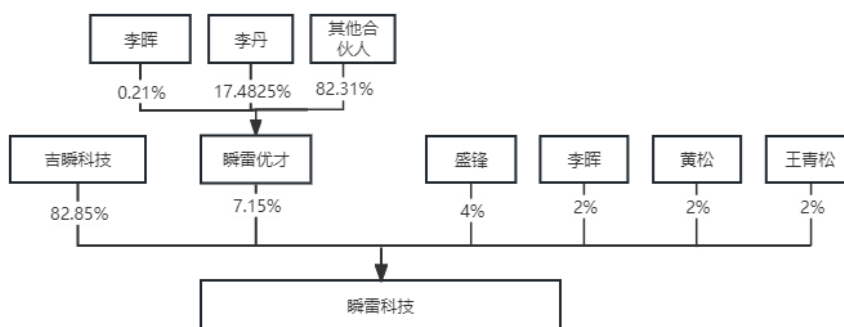 李晖
李丹
其他合
伙人
0.21%
17.4825%
82.31%
吉瞬科技
瞬雷优才
盛锋
李晖
黄松
王青松
82.85%
7.15%
4%
2%
2%
2%
瞬雷科技